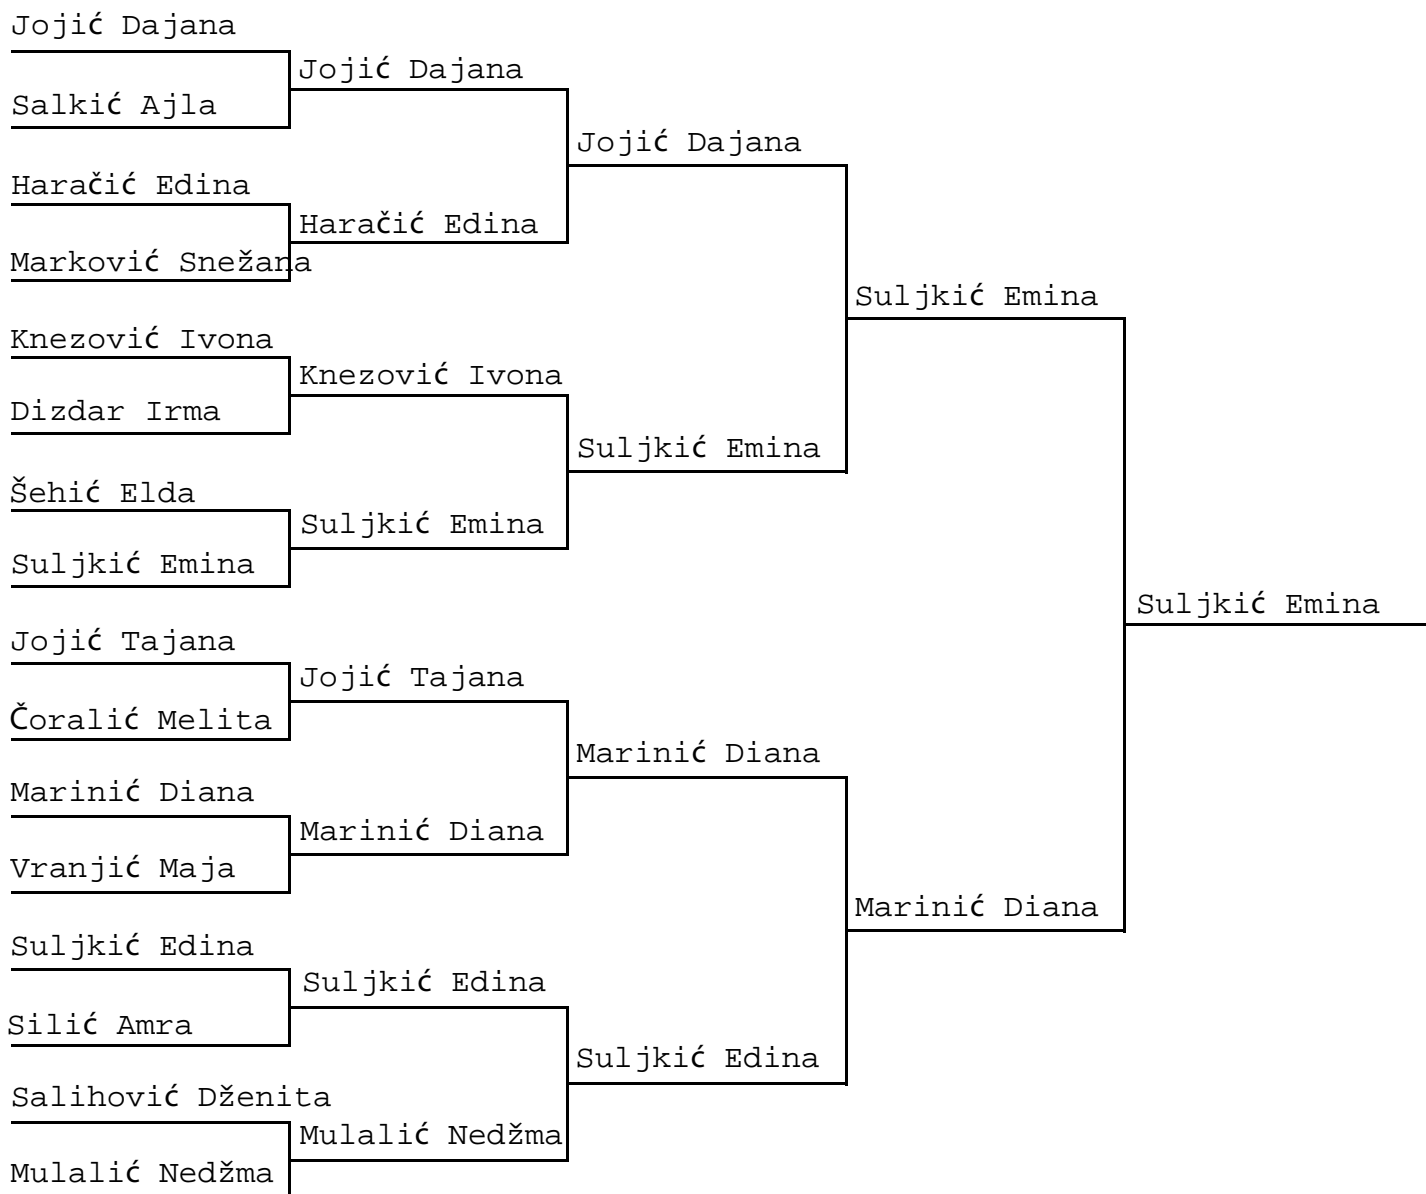 Jojić Dajana
Salkić Ajla
Haračić Edina
Marković Snežana
Knezović Ivona
Dizdar Irma
Šehić Elda
Suljkić Emina
Jojić Tajana
Čoralić Melita
Marinić Diana
Vranjić Maja
Suljkić Edina
Silić Amra
Salihović Dženita
Mulalić Nedžma
Jojić Dajana
Haračić Edina
Knezović Ivona
Suljkić Emina
Jojić Tajana
Marinić Diana
Suljkić Edina
Mulalić Nedžma
Jojić Dajana
Suljkić Emina
Marinić Diana
Suljkić Edina
Suljkić Emina
Marinić Diana
Suljkić Emina